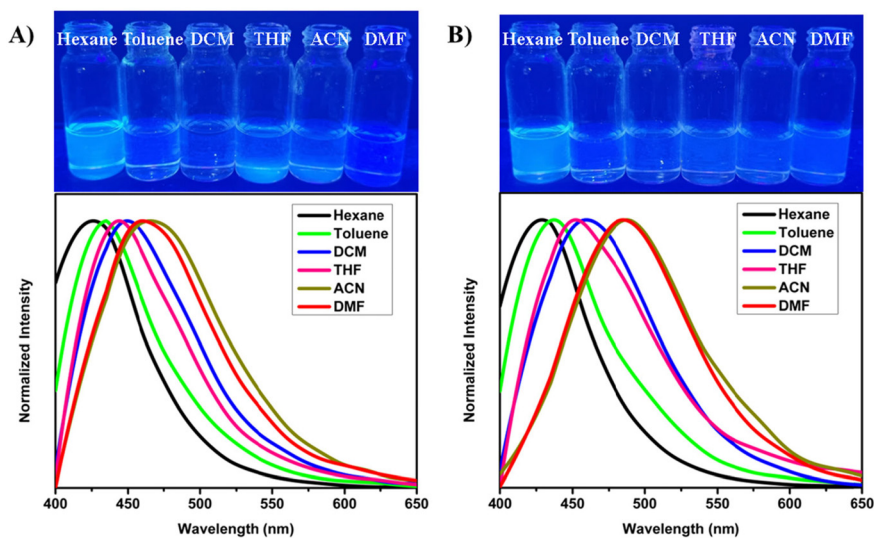 A)
Hexane Toluene DCM THF ACN DMF
Hexane
Toluene
DCM
THF
ACN
DMF
Normalized Intensity
400 450 500 550 600 650
Wavelength (nm)
B)
Hexane Toluene DCM THF ACN DMF
Hexane
Toluene
DCM
THF
ACN
DMF
Normalized Intensity
400 450 500 550 600 650
Wavelength (nm)